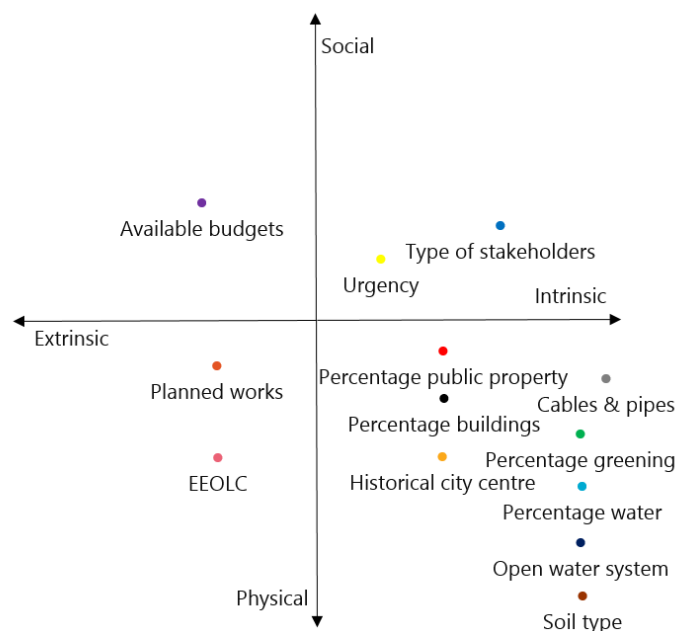 Social
Available budgets
Type of stakeholders
Urgency
Intrinsic
Extrinsic
Percentage public property
Planned works
Cables & pipes
Percentage buildings
Percentage greening
EEOLC
Historical city centre
Percentage water
Open water system
Physical
Soil type